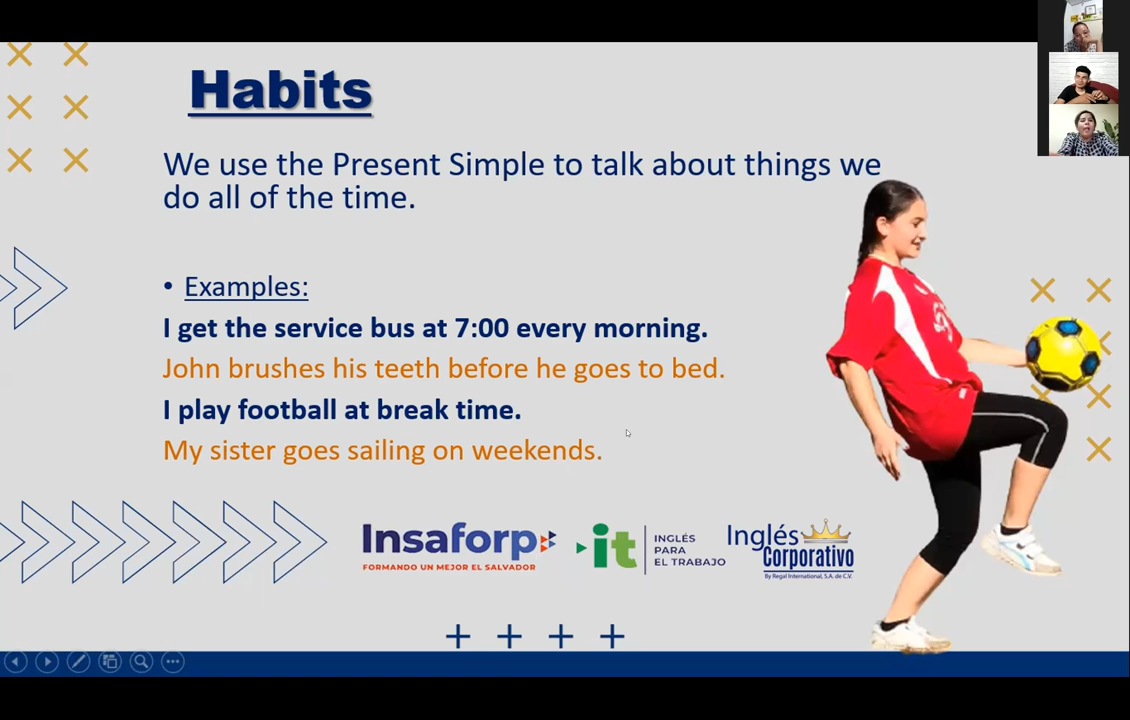 Habits
We use the Present Simple to talk about things we
do all of the time.
• Examples:
I get the service bus at 7:00 every morning.
John brushes his teeth before he goes to bed.
I play football at break time.
My sister goes sailing on weekends.
Insaforp
FORMANDO UN MEJOR EL SALVADOR
it
INGLÉS
PARA
EL TRABAJO
Inglés
Corporativo
By Regal International, S.A. de C.V.